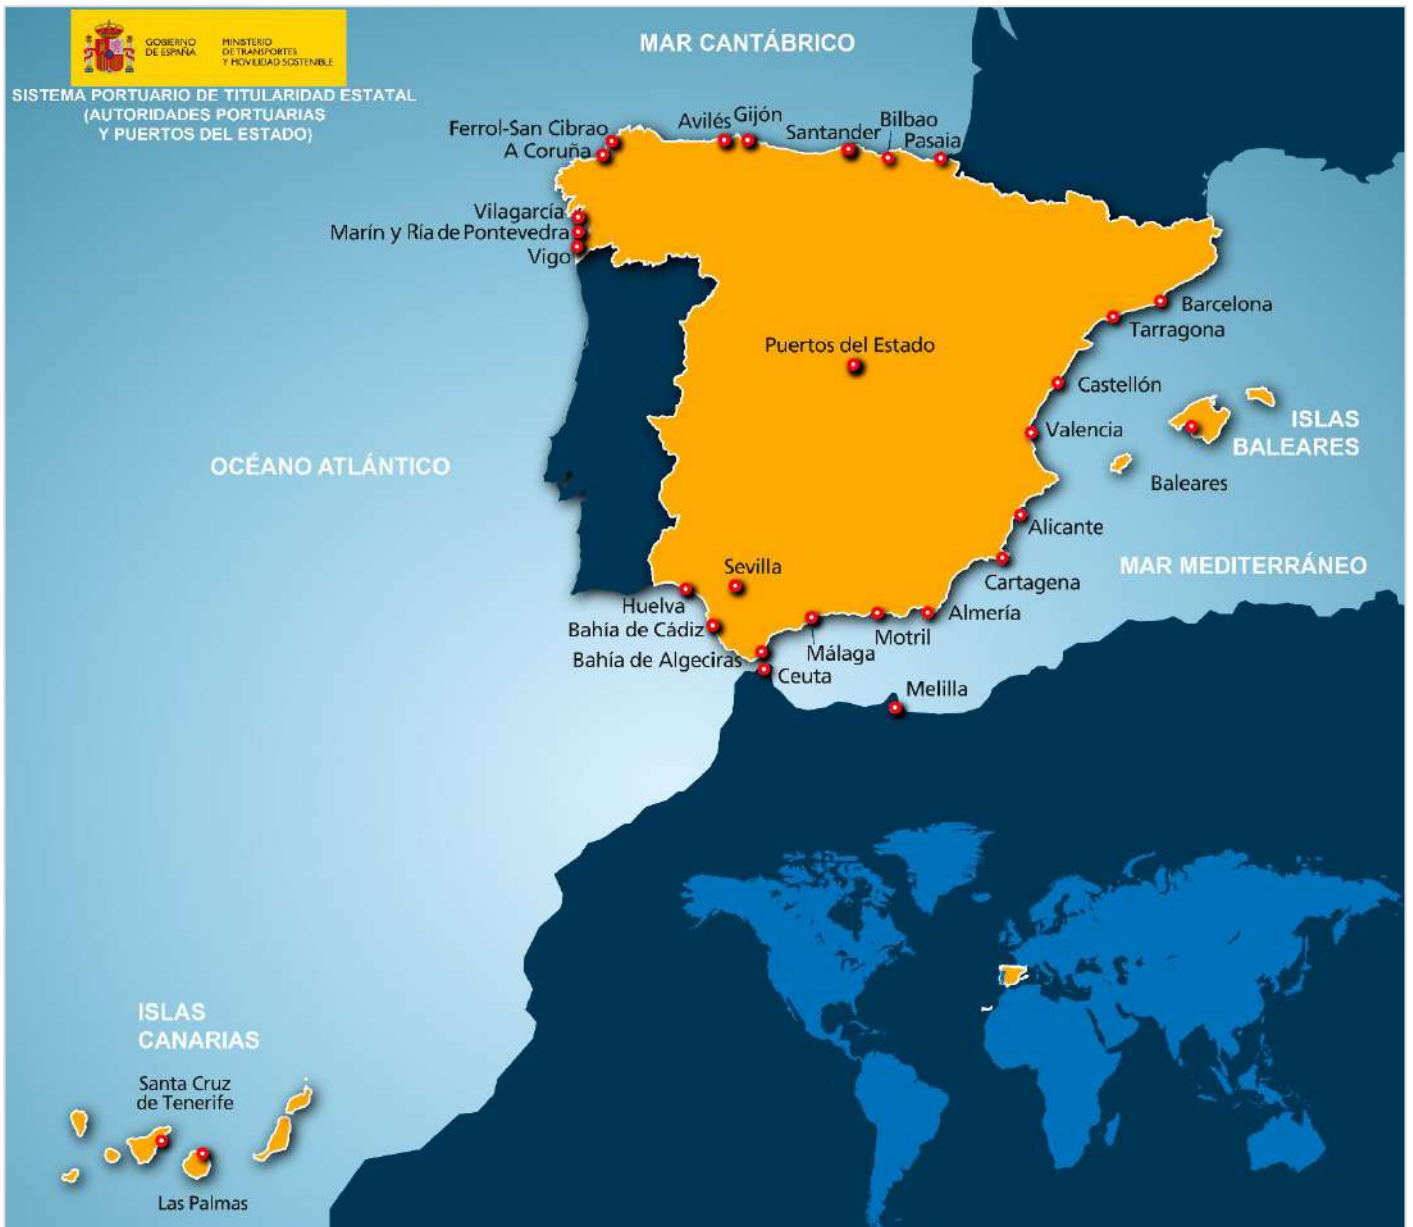 GOBIERNO
DE ESPAÑA
MINISTERIO
DE TRANSPORTES
Y MOVILIDAD SOSTENIBLE
SISTEMA PORTUARIO DE TITULARIDAD ESTATAL
(AUTORIDADES PORTUARIAS
Y PUERTOS DEL ESTADO)
MAR CANTÁBRICO
Ferrol-San Cibrao
A Coruña
Avilés
Gijón
Santander
Bilbao
Pasaia
Vilagarcía
Marín y Ría de Pontevedra
Vigo
Barcelona
Tarragona
Puertos del Estado
Castellón
Valencia
ISLAS
BALEARES
Baleares
OCÉANO ATLÁNTICO
Alicante
Cartagena
MAR MEDITERRÁNEO
Sevilla
Huelva
Bahía de Cádiz
Bahía de Algeciras
Ceuta
Málaga
Motril
Almería
Melilla
ISLAS
CANARIAS
Santa Cruz
de Tenerife
Las Palmas